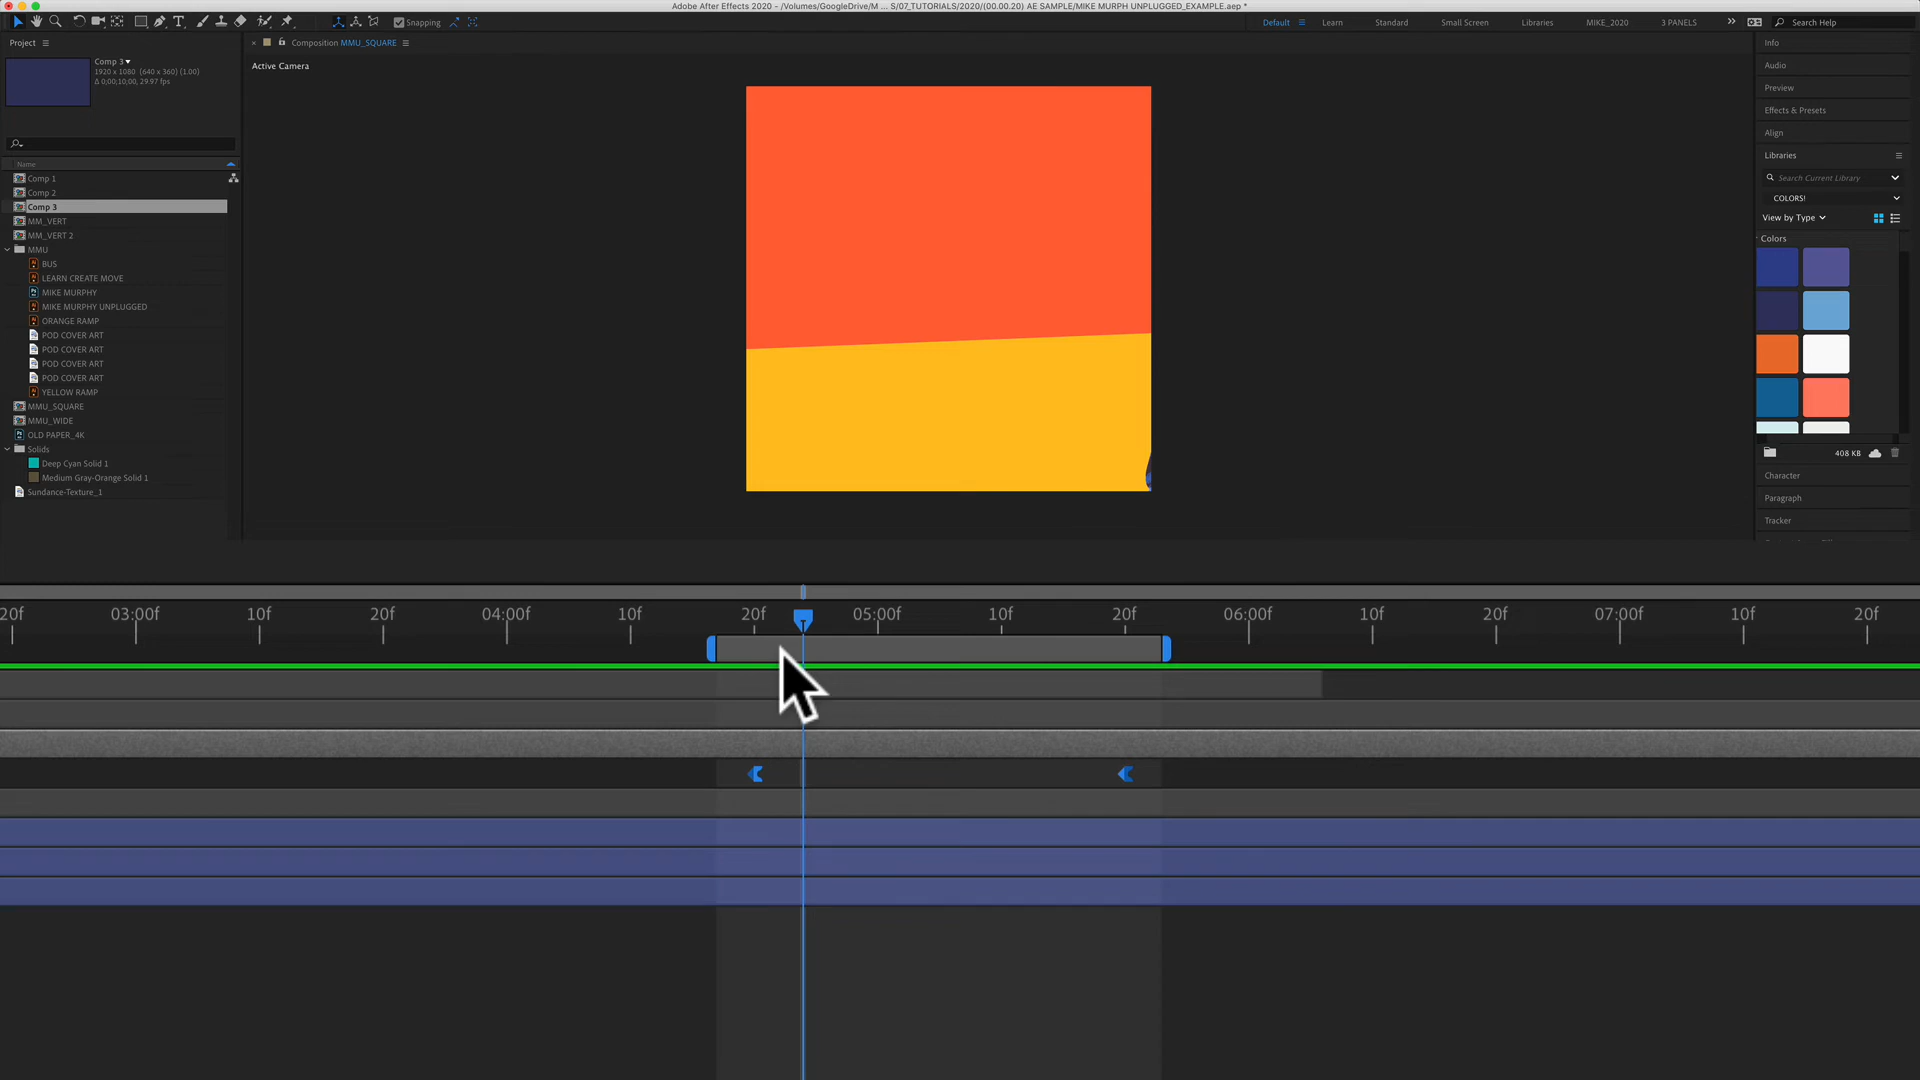 Adobe After Effects 2020 - /Volumes/GoogleDrive/M ... S/07_TUTORIALS/2020/(00.00.20) AE SAMPLE/MIKE MURPH UNPLUGGED_EXAMPLE.aep *
Snapping
Default
Learn
Standard
Small Screen
Libraries
MIKE_2020
3 PANELS
Search Help
Project
Composition MMU_SQUARE
Info
Comp 3
1920 x 1080 (640 x 360) (1.00)
Δ 0;00;10;00, 29.97 fps
Active Camera
Audio
Preview
Effects & Presets
Align
Libraries
Search Current Library
COLORS!
View by Type
Colors
408 KB
Character
Paragraph
Tracker
Name
Comp 1
Comp 2
Comp 3
MM_VERT
MM_VERT 2
MMU
BUS
LEARN CREATE MOVE
MIKE MURPHY
MIKE MURPHY UNPLUGGED
ORANGE RAMP
POD COVER ART
POD COVER ART
POD COVER ART
POD COVER ART
YELLOW RAMP
MMU_SQUARE
MMU_WIDE
OLD PAPER_4K
Solids
Deep Cyan Solid 1
Medium Gray-Orange Solid 1
Sundance-Texture_1
20f 03:00f 10f 20f 04:00f 10f 20f 05:00f 10f 20f 06:00f 10f 20f 07:00f 10f 20f